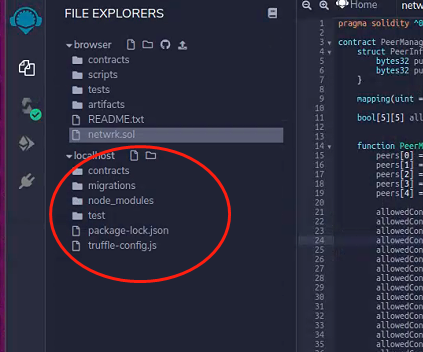 FILE EXPLORERS
browser
contracts
scripts
tests
artifacts
README.txt
netwrk.sol
localhost
contracts
migrations
node_modules
test
package-lock.json
truffle-config.js
Home
netw
1 pragma solidity ^0
2
3 contract PeerManag
4 struct PeerInf
5 bytes32 pu
6 bytes32 pu
7 }
8
9 mapping(uint =
10
11 bool[5][5] all
12
13
14 function PeerM
15 peers[0] =
16 peers[1] =
17 peers[2] =
18 peers[3] =
19 peers[4] =
20
21 allowedCon
22 allowedCon
23 allowedCon
24 allowedCon
25 allowedCon
26 allowedCon
27 allowedCon
28 allowedCon
29 allowedCon
30 allowedCon
31 allowedCon
32 allowedCon
33 allowedCon
34 allowedCon
35 allowedCon